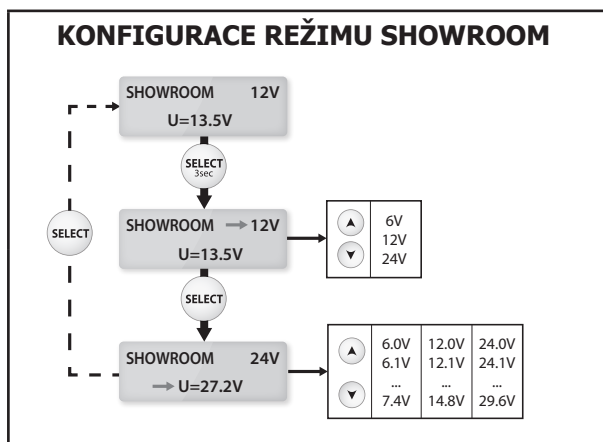 KONFIGURACE REŽIMU SHOWROOM
SHOWROOM 12V
U=13.5V
SELECT
3sec
SHOWROOM 12V
U=13.5V
6V
12V
24V
SELECT
SELECT
SHOWROOM 24V
U=27.2V
6.0V 12.0V 24.0V
6.1V 12.1V 24.1V
... ... ...
7.4V 14.8V 29.6V